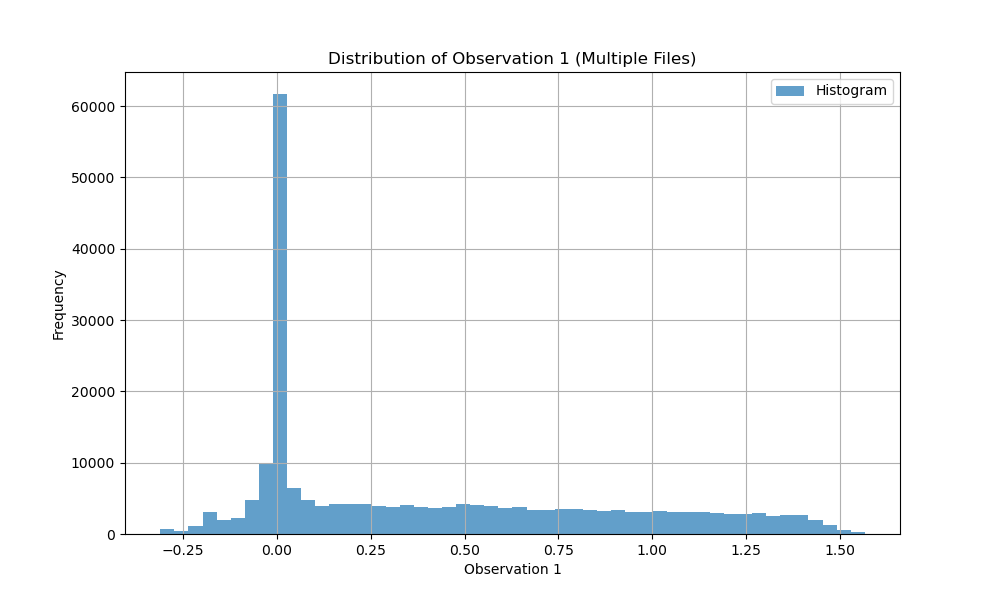 Distribution of Observation 1 (Multiple Files)
Histogram
60000
50000
40000
30000
20000
10000
0
Frequency
−0.25 0.00 0.25 0.50 0.75 1.00 1.25 1.50
Observation 1